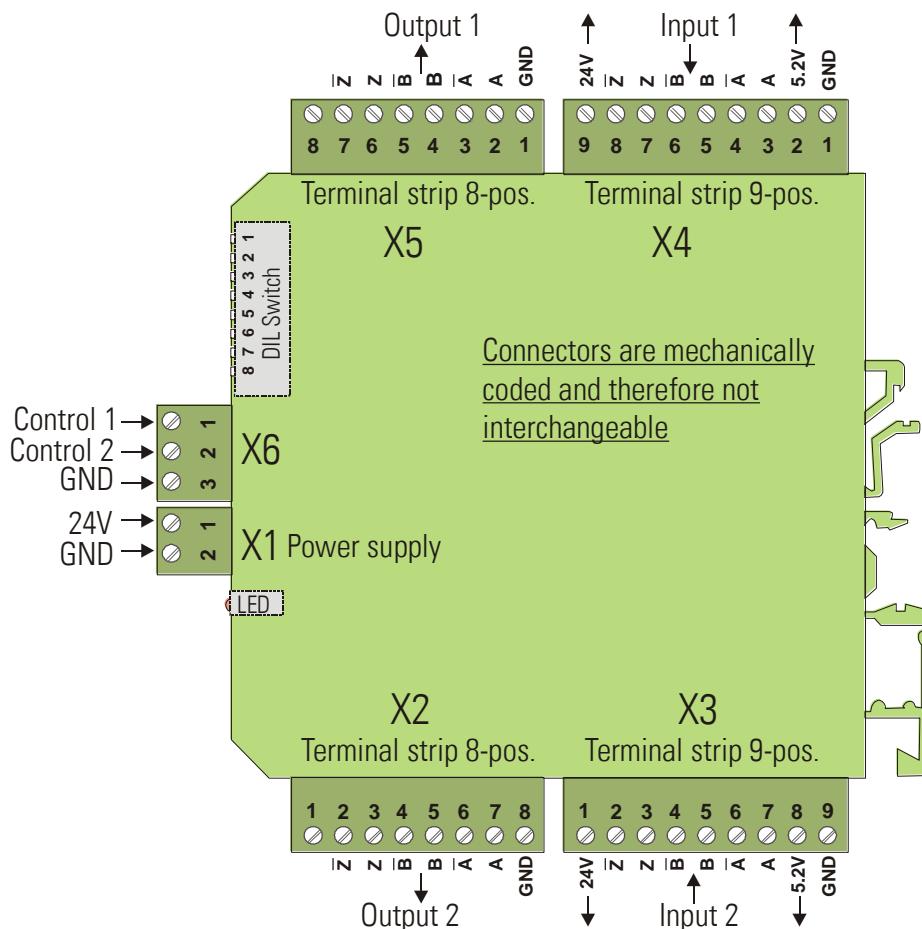 Output 1 Input 1
Z̅ Z B̅ B A̅ A GND 24V Z̅ Z B̅ B A̅ A 5.2V GND
8 7 6 5 4 3 2 1 9 8 7 6 5 4 3 2 1
Terminal strip 8-pos. Terminal strip 9-pos.
X5 X4
8 7 6 5 4 3 2 1
DIL Switch
Connectors are mechanically
coded and therefore not
interchangeable
Control 1 1
Control 2 2 X6
GND 3
24V 1
GND 2 X1 Power supply
LED
X2 X3
Terminal strip 8-pos. Terminal strip 9-pos.
1 2 3 4 5 6 7 8 1 2 3 4 5 6 7 8 9
Z̅ Z B̅ B A̅ A GND 24V Z̅ Z B̅ B A̅ A 5.2V GND
Output 2 Input 2